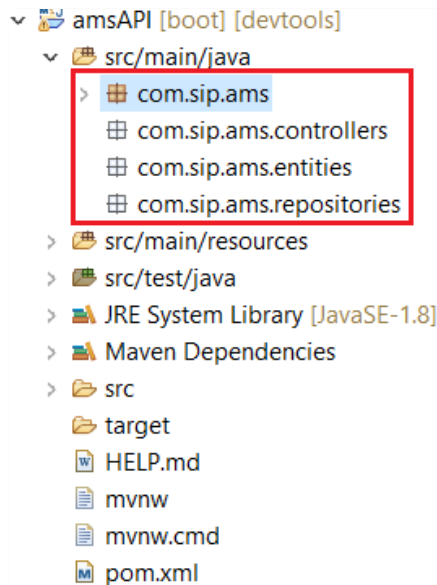 amsAPI [boot] [devtools]
src/main/java
com.sip.ams
com.sip.ams.controllers
com.sip.ams.entities
com.sip.ams.repositories
src/main/resources
src/test/java
JRE System Library [JavaSE-1.8]
Maven Dependencies
src
target
HELP.md
mvnw
mvnw.cmd
pom.xml